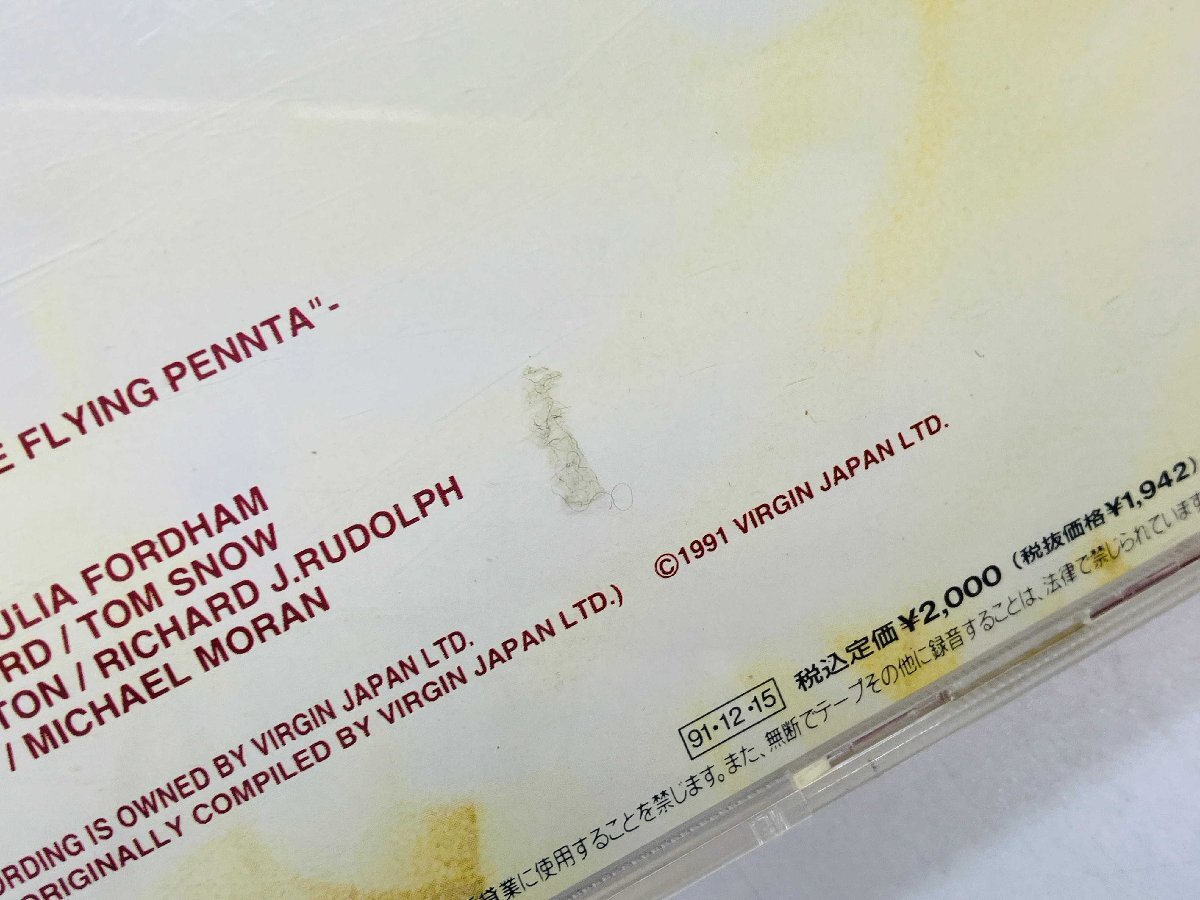 FLYING PENNTA"-
JULIA FORDHAM
/ TOM SNOW
/ RICHARD J.RUDOLPH
/ MICHAEL MORAN
IS OWNED BY VIRGIN JAPAN LTD.
ORIGINALLY COMPILED BY VIRGIN JAPAN LTD.)
©1991 VIRGIN JAPAN LTD.
91・12・15 税込定価¥2,000 (税抜価格¥1,942)
貸業に使用することを禁じます。また、無断でテープその他に録音することは、法律で禁じられています